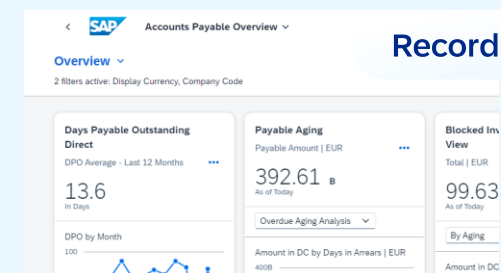 SAP
Accounts Payable Overview
Record
Overview
2 filters active: Display Currency, Company Code
Days Payable Outstanding
Direct
DPO Average - Last 12 Months
13.6
In Days
DPO by Month
100
Payable Aging
Payable Amount | EUR
392.61 B
As of Today
Overdue Aging Analysis
Amount in DC by Days in Arrears | EUR
400B
Blocked Inv
View
Total | EUR
99.63
As of Today
By Aging
Amount in DC